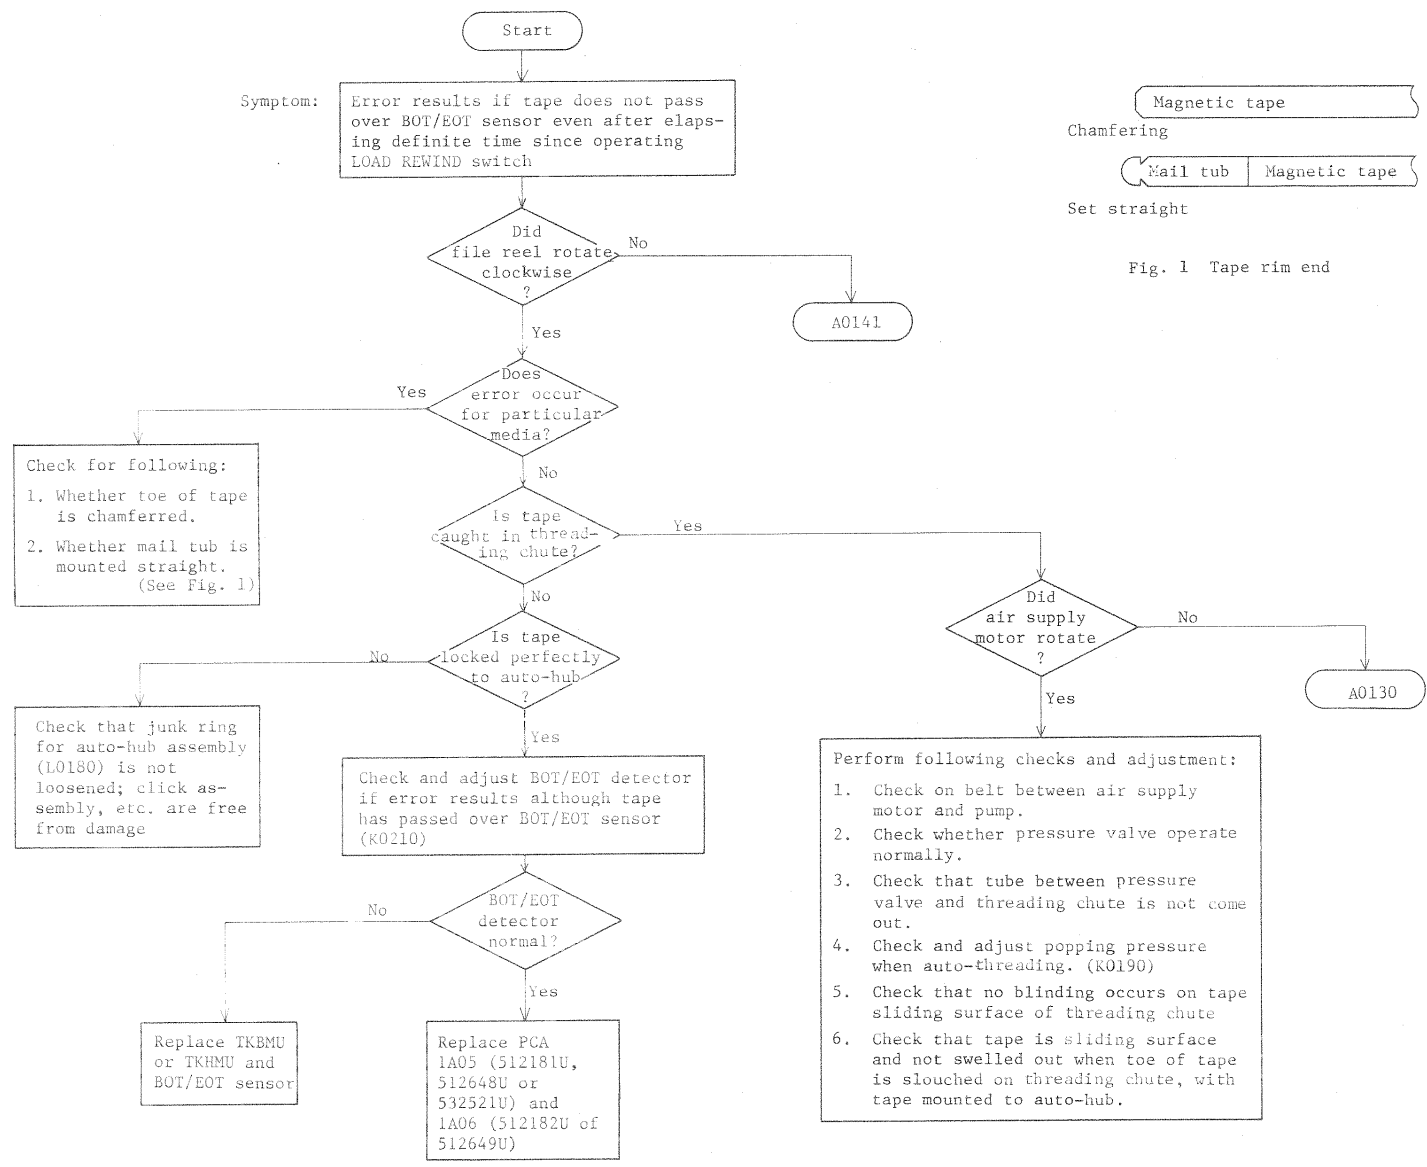 Start
Symptom:
Error results if tape does not pass
over BOT/EOT sensor even after elaps-
ing definite time since operating
LOAD REWIND switch
Magnetic tape
Chamfering
Mail tub
Magnetic tape
Set straight
Fig. 1 Tape rim end
Did
file reel rotate
clockwise
?
No
A0141
Yes
Does
error occur
for particular
media?
Yes
Check for following:
1. Whether toe of tape
is chamferred.
2. Whether mail tub is
mounted straight.
(See Fig. 1)
No
Is tape
caught in thread-
ing chute?
Yes
Did
air supply
motor rotate
?
No
A0130
Yes
Perform following checks and adjustment:
1. Check on belt between air supply
motor and pump.
2. Check whether pressure valve operate
normally.
3. Check that tube between pressure
valve and threading chute is not come
out.
4. Check and adjust popping pressure
when auto-threading. (K0190)
5. Check that no blinding occurs on tape
sliding surface of threading chute
6. Check that tape is sliding surface
and not swelled out when toe of tape
is slouched on threading chute, with
tape mounted to auto-hub.
No
Is tape
locked perfectly
to auto-hub
?
No
Check that junk ring
for auto-hub assembly
(L0180) is not
loosened; click as-
sembly, etc. are free
from damage
Yes
Check and adjust BOT/EOT detector
if error results although tape
has passed over BOT/EOT sensor
(K0210)
BOT/EOT
detector
normal?
No
Replace TKBMU
or TKHMU and
BOT/EOT sensor
Yes
Replace PCA
1A05 (512181U,
512648U or
532521U) and
1A06 (512182U of
512649U)